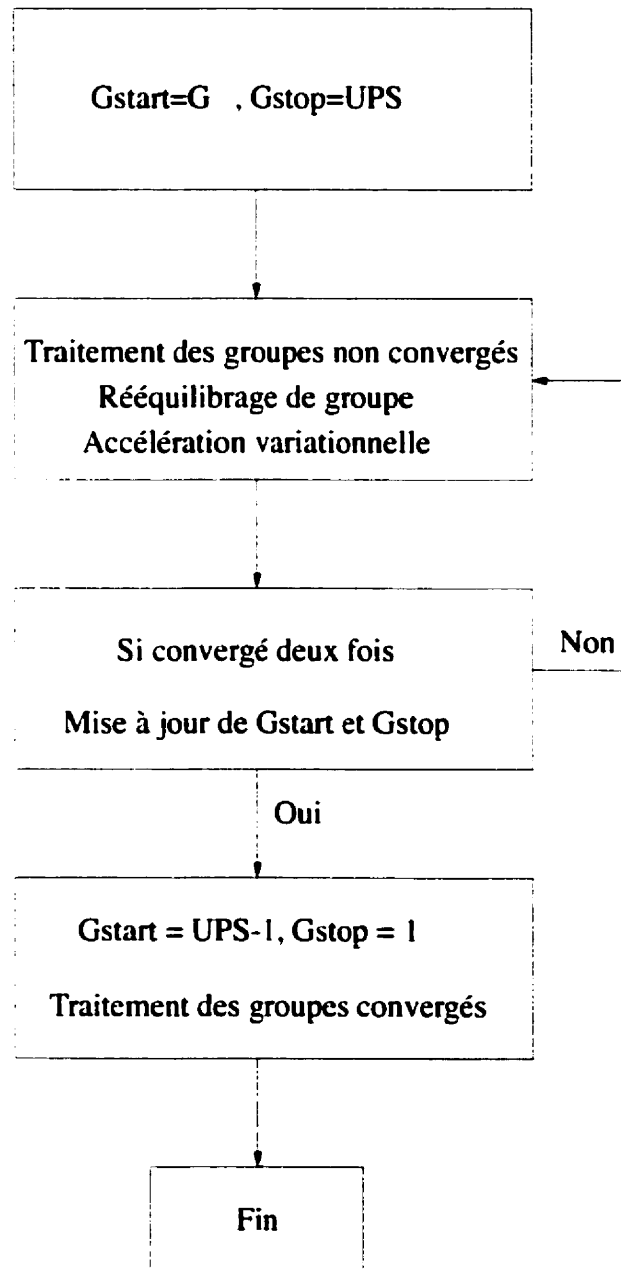 Gstart=G , Gstop=UPS
Traitement des groupes non convergés
Rééquilibrage de groupe
Accélération variationnelle
Si convergé deux fois
Non
Mise à jour de Gstart et Gstop
Oui
Gstart = UPS-1, Gstop = 1
Traitement des groupes convergés
Fin